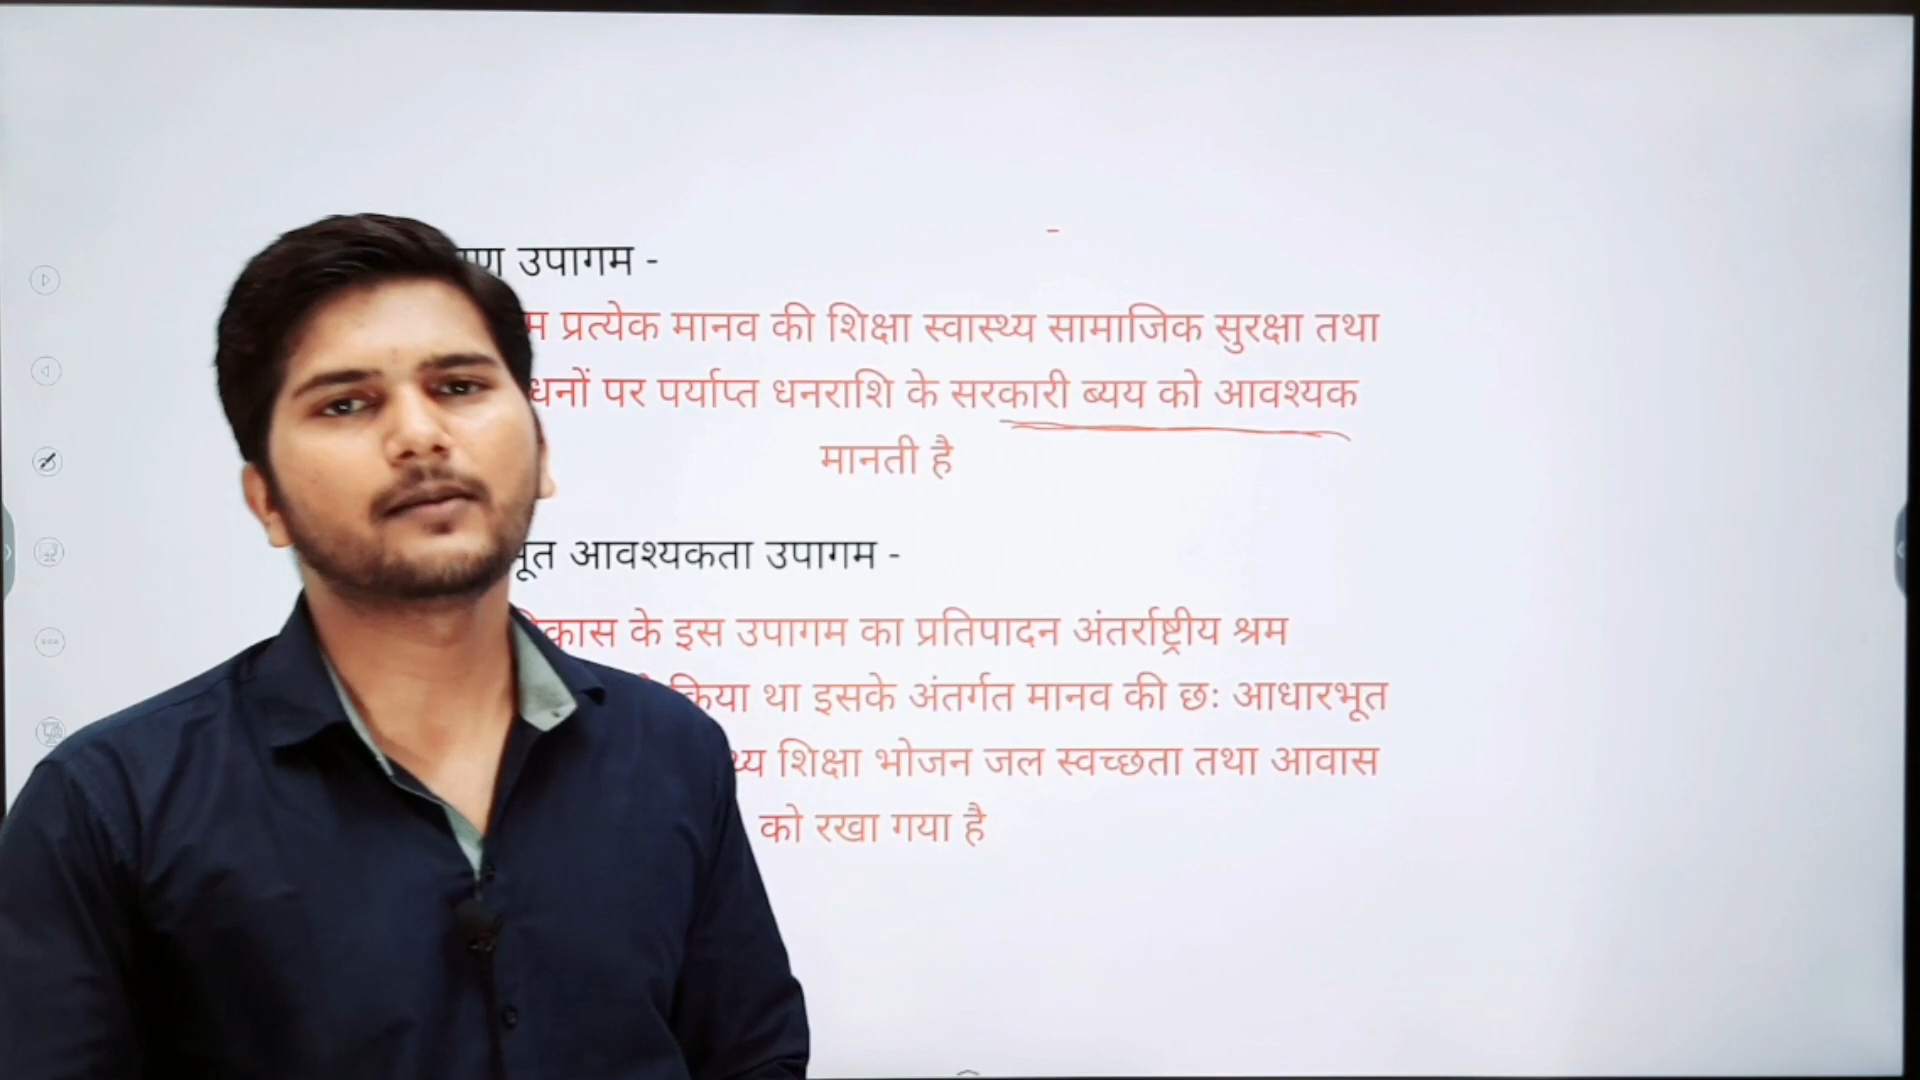 उपागम -
प्रत्येक मानव की शिक्षा स्वास्थ्य सामाजिक सुरक्षा तथा
पर पर्याप्त धनराशि के सरकारी ब्यय को आवश्यक
मानती है
आवश्यकता उपागम -
के इस उपागम का प्रतिपादन अंतर्राष्ट्रीय श्रम
किया था इसके अंतर्गत मानव की छः आधारभूत
शिक्षा भोजन जल स्वच्छता तथा आवास
को रखा गया है